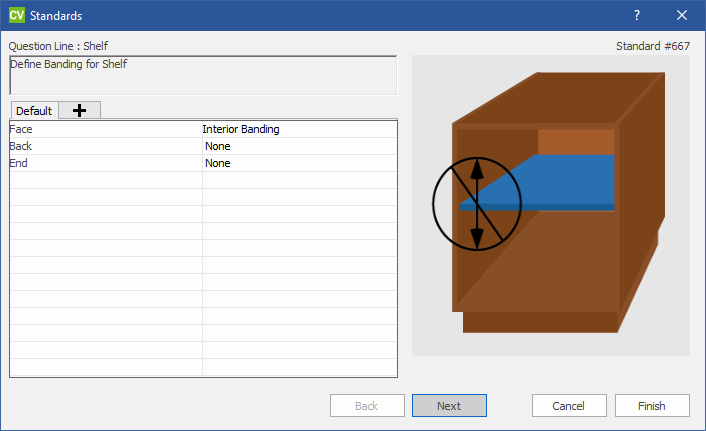 CV Standards ?
Question Line : Shelf Standard #667
Define Banding for Shelf
Default
Face Interior Banding
Back None
End None
Back Next Cancel Finish